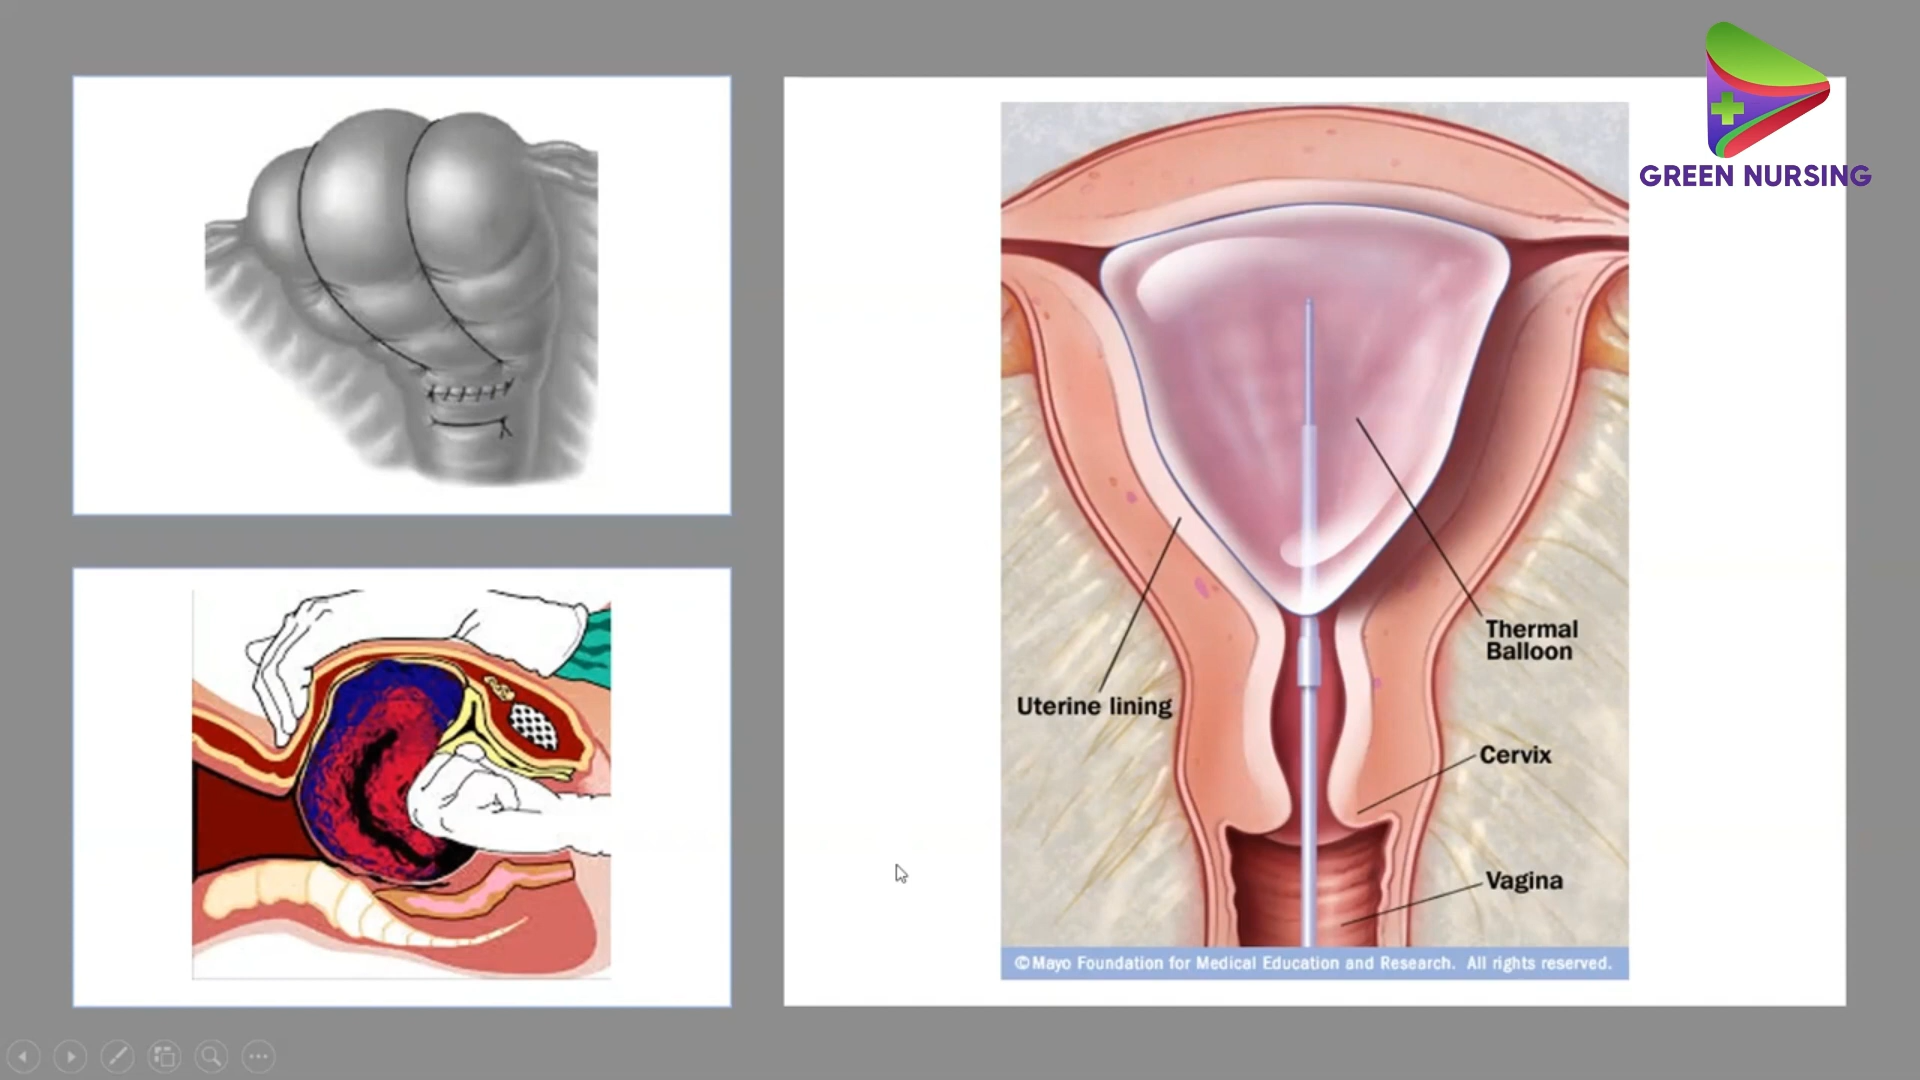 GREEN NURSING
Thermal
Balloon
Uterine lining
Cervix
Vagina
©Mayo Foundation for Medical Education and Research. All rights reserved.